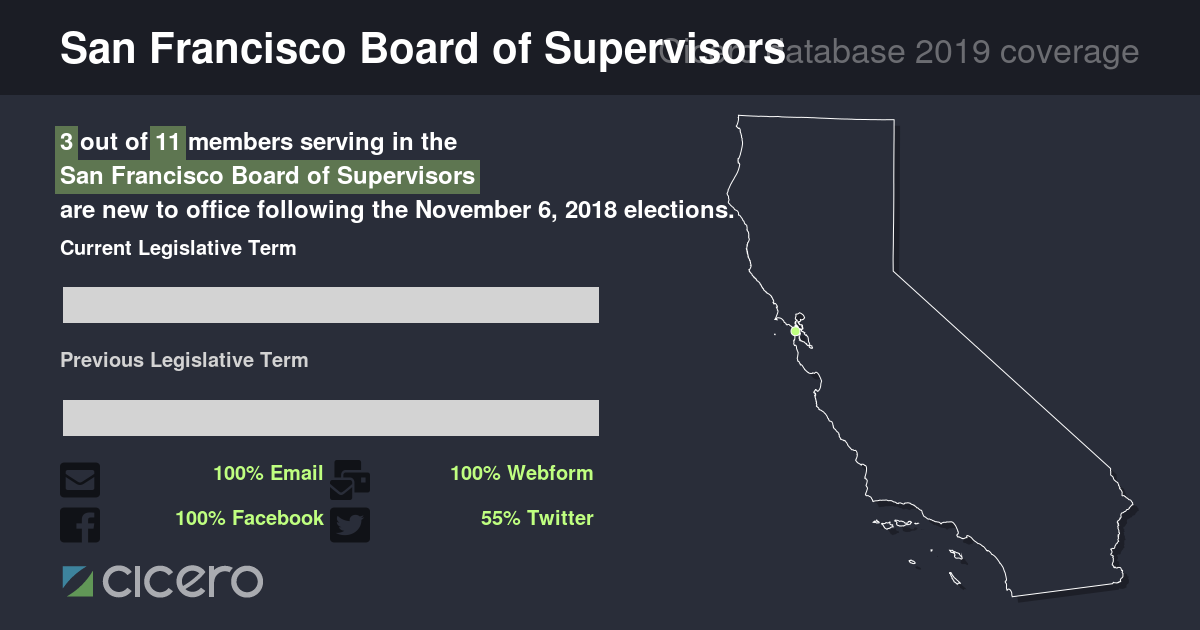 San Francisco Board of Supervisors
Cicero database 2019 coverage
3 out of 11 members serving in the
San Francisco Board of Supervisors
are new to office following the November 6, 2018 elections.
Current Legislative Term
Previous Legislative Term
100% Email
100% Webform
100% Facebook
55% Twitter
cicero